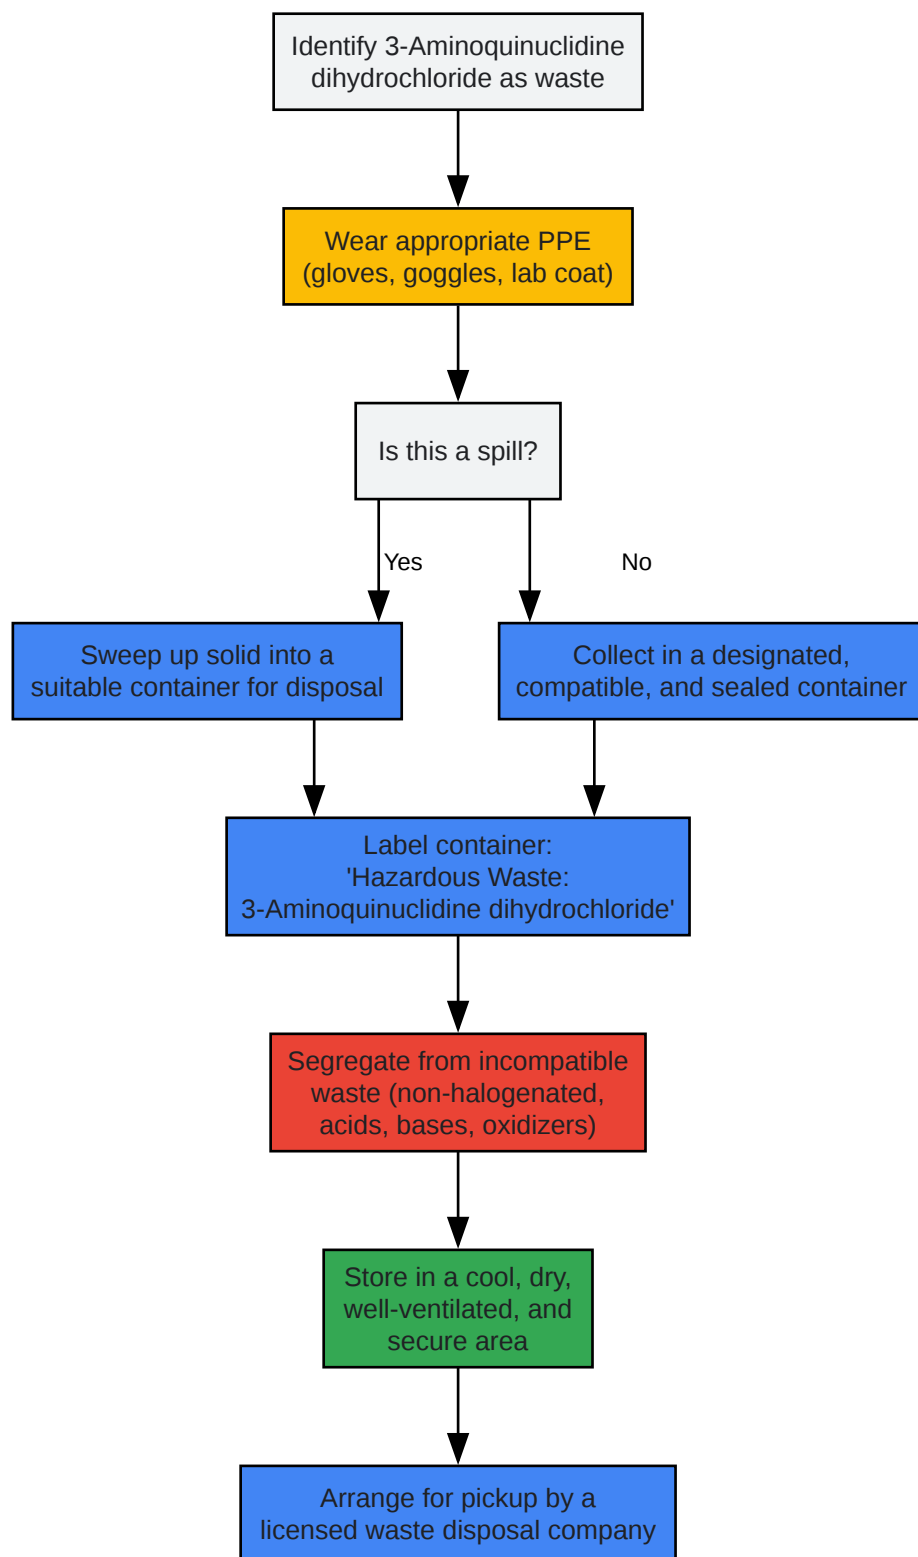 Identify 3-Aminoquinuclidine
dihydrochloride as waste
Wear appropriate PPE
(gloves, goggles, lab coat)
Is this a spill?
Yes
No
Sweep up solid into a
suitable container for disposal
Collect in a designated,
compatible, and sealed container
Label container:
'Hazardous Waste:
3-Aminoquinuclidine dihydrochloride'
Segregate from incompatible
waste (non-halogenated,
acids, bases, oxidizers)
Store in a cool, dry,
well-ventilated, and
secure area
Arrange for pickup by a
licensed waste disposal company